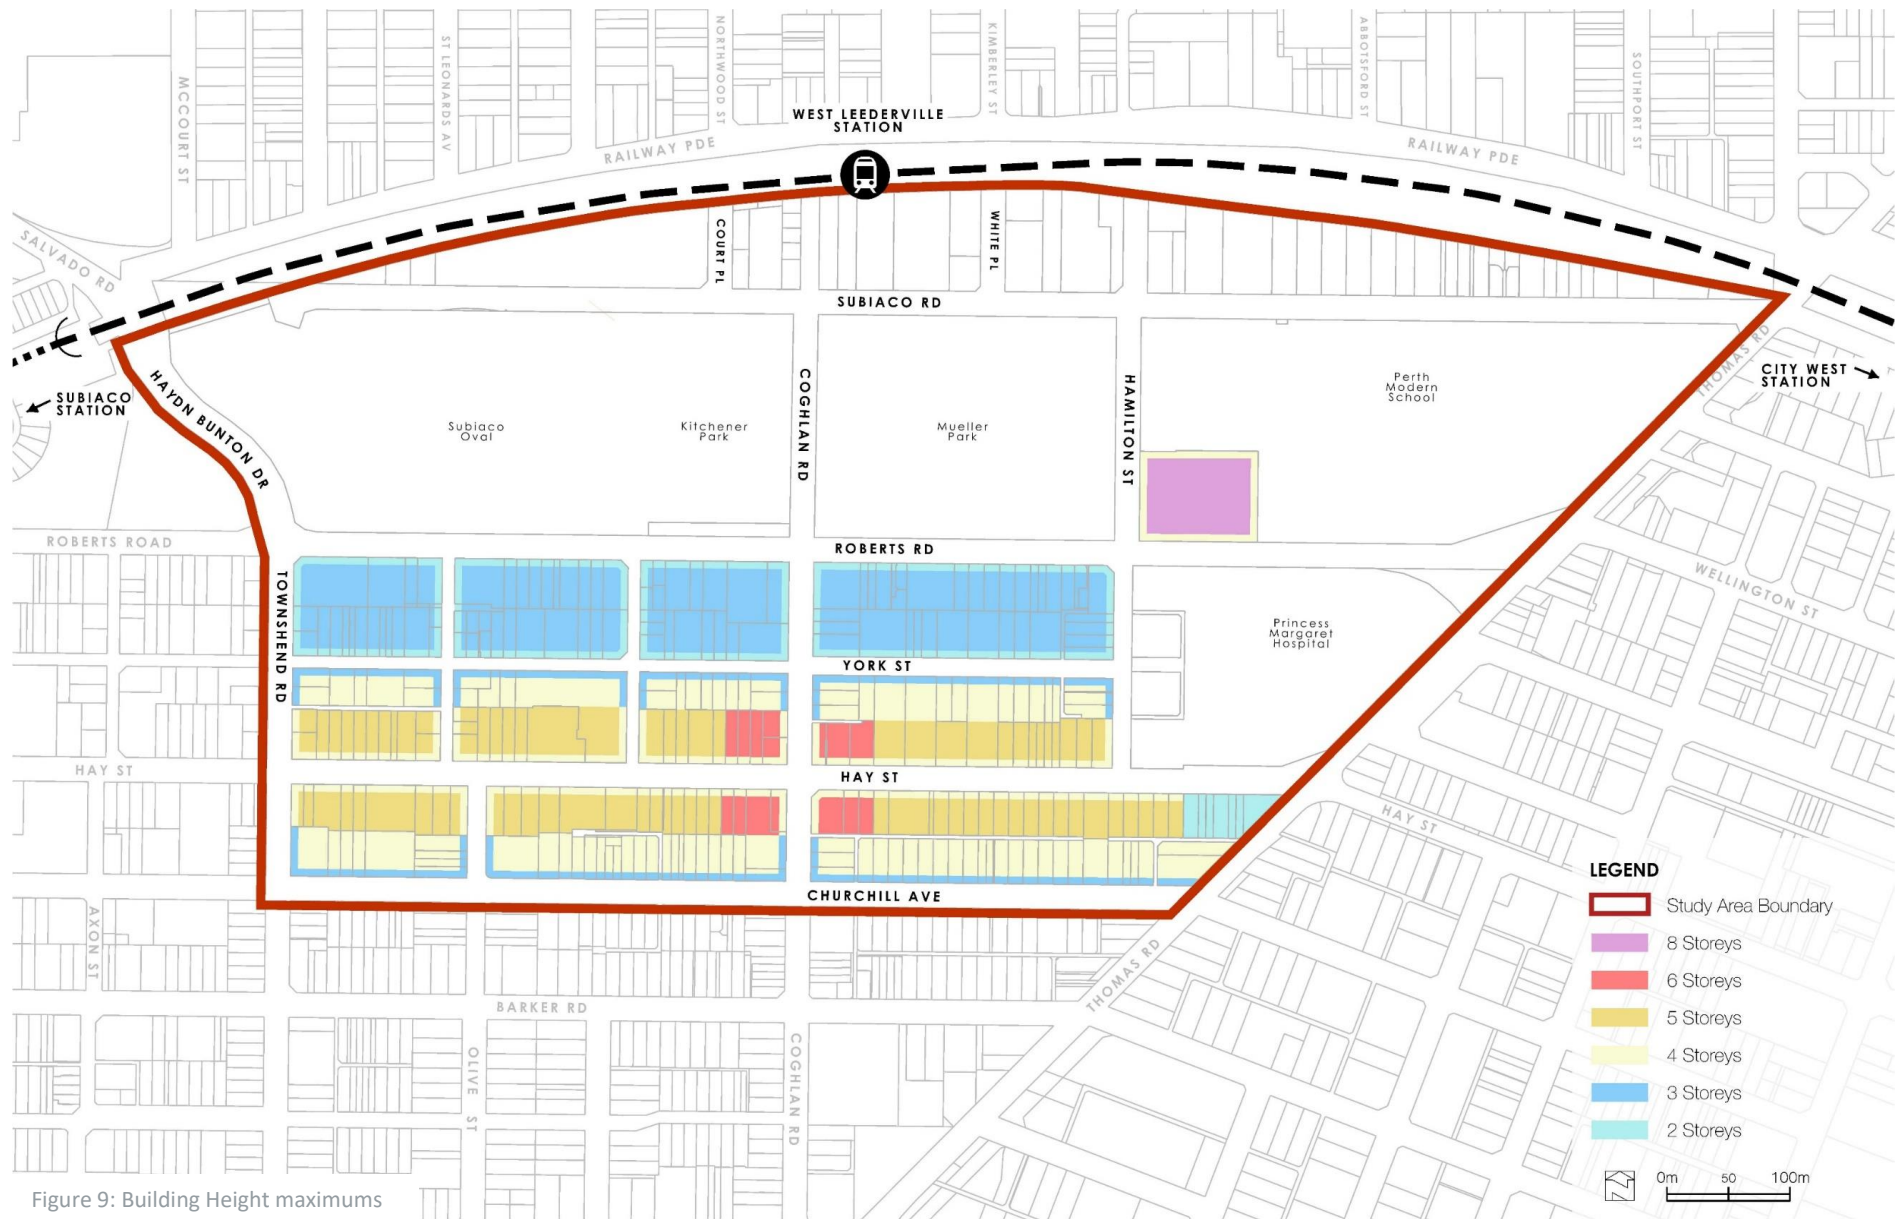 MCCOURT ST
ST LEONARDS AV
NORTHWOOD ST
KIMBERLEY ST
ABBOTSFORD ST
SOUTHPORT ST
WEST LEEDERVILLE
STATION
RAILWAY PDE
RAILWAY PDE
SALVADO RD
COURT PL
WHITE PL
SUBIACO RD
THOMAS RD
CITY WEST
STATION
SUBIACO
STATION
HAYDN BUNTON DR
COGHLAN RD
HAMILTON ST
Perth
Modern
School
Subiaco
Oval
Kitchener
Park
Mueller
Park
ROBERTS ROAD
ROBERTS RD
WELLINGTON ST
TOWNSHEND RD
Princess
Margaret
Hospital
YORK ST
HAY ST
HAY ST
HAY ST
CHURCHILL AVE
AXON ST
THOMAS RD
BARKER RD
OLIVE ST
COGHLAN RD
LEGEND
Study Area Boundary
8 Storeys
6 Storeys
5 Storeys
4 Storeys
3 Storeys
2 Storeys
0m 50 100m
Figure 9: Building Height maximums